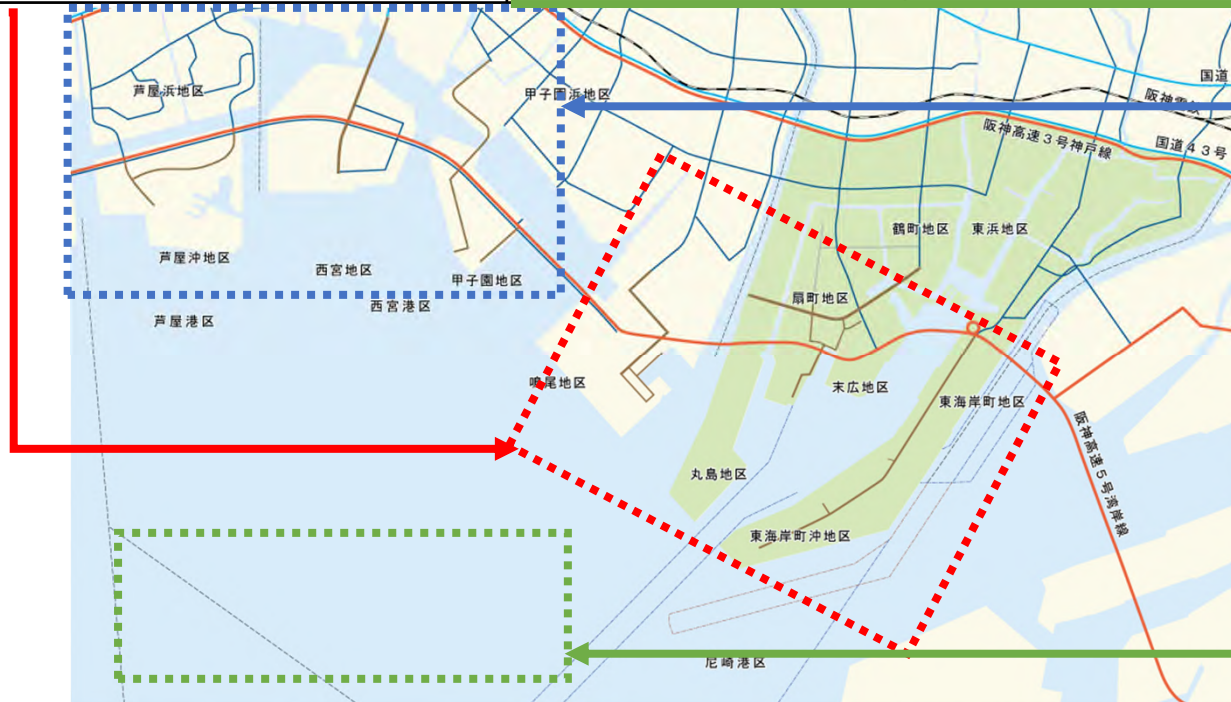 国道
芦屋浜地区
甲子園浜地区
阪神電鉄
阪神高速3号神戸線
国道43号
鶴町地区
東浜地区
芦屋沖地区
西宮地区
甲子園地区
扇町地区
西宮港区
芦屋港区
鳴尾地区
末広地区
東海岸町地区
阪神高速5号湾岸線
丸島地区
東海岸町沖地区
尼崎港区